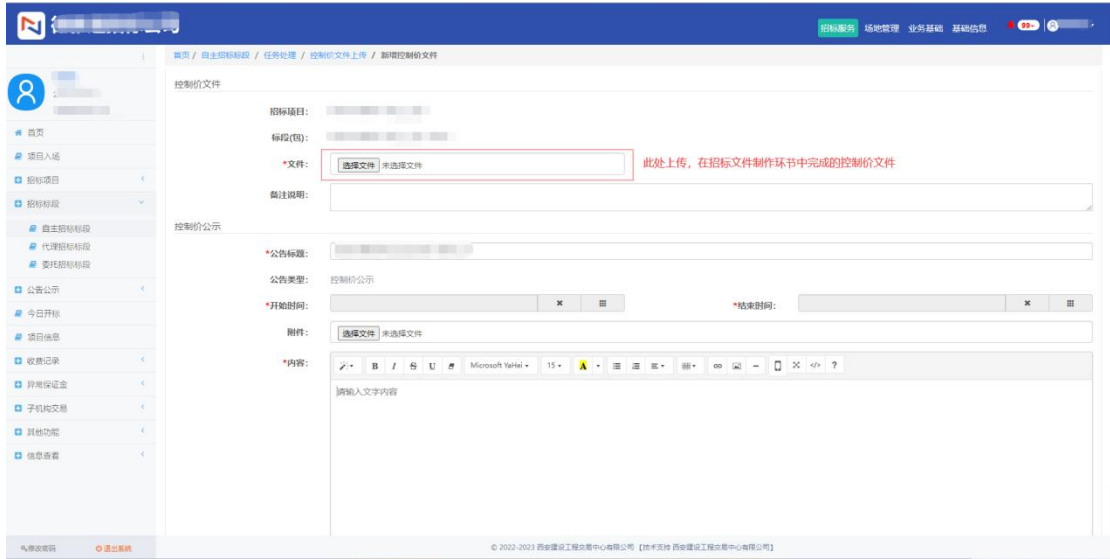 招标服务 场地管理 业务基础 基础信息 99+
首页 / 自主招标标段 / 任务处理 / 控制价文件上传 / 新增控制价文件
首页
项目入场
招标项目
招标标段
自主招标标段
代理招标标段
委托招标标段
公告公示
今日开标
项目信息
收费记录
异常保证金
子机构交易
其他功能
信息查看
修改密码 退出系统
控制价文件
招标项目:
标段(包):
*文件: 选择文件 未选择文件 此处上传，在招标文件制作环节中完成的控制价文件
备注说明:
控制价公示
*公告标题:
公告类型: 控制价公示
*开始时间: *结束时间:
附件: 选择文件 未选择文件
*内容: B I S U Microsoft YaHei 15 A ?
请输入文字内容
© 2022-2023 西安建设工程交易中心有限公司 【技术支持 西安建设工程交易中心有限公司】